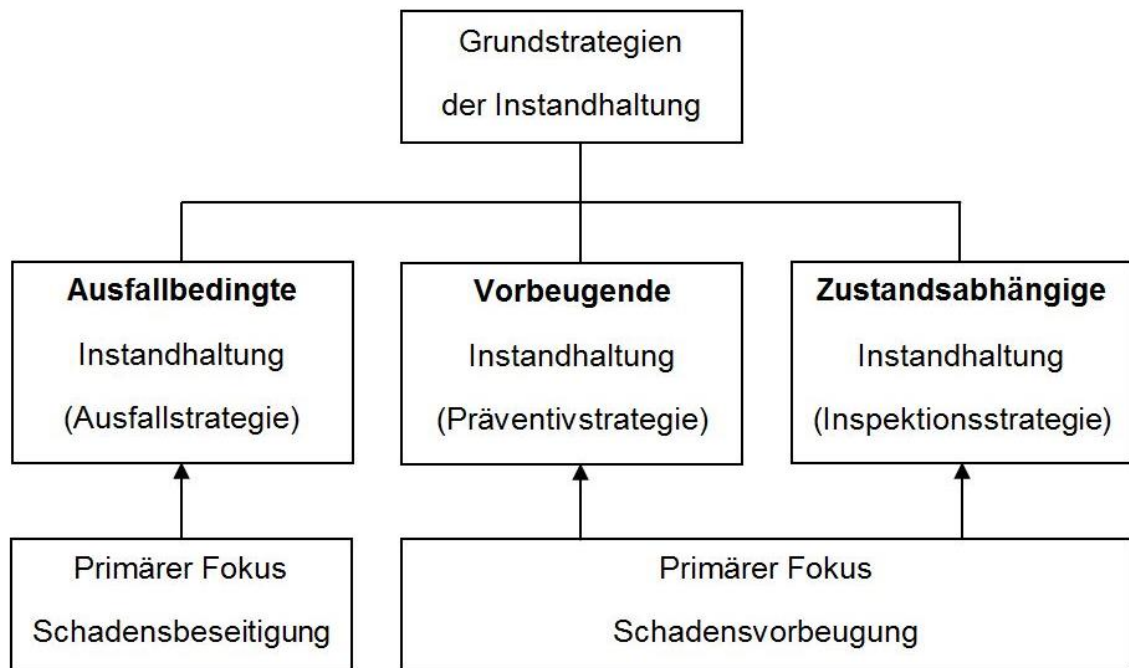 Grundstrategien
der Instandhaltung
Ausfallbedingte
Instandhaltung
(Ausfallstrategie)
Vorbeugende
Instandhaltung
(Präventivstrategie)
Zustandsabhängige
Instandhaltung
(Inspektionsstrategie)
Primärer Fokus
Schadensbeseitigung
Primärer Fokus
Schadensvorbeugung